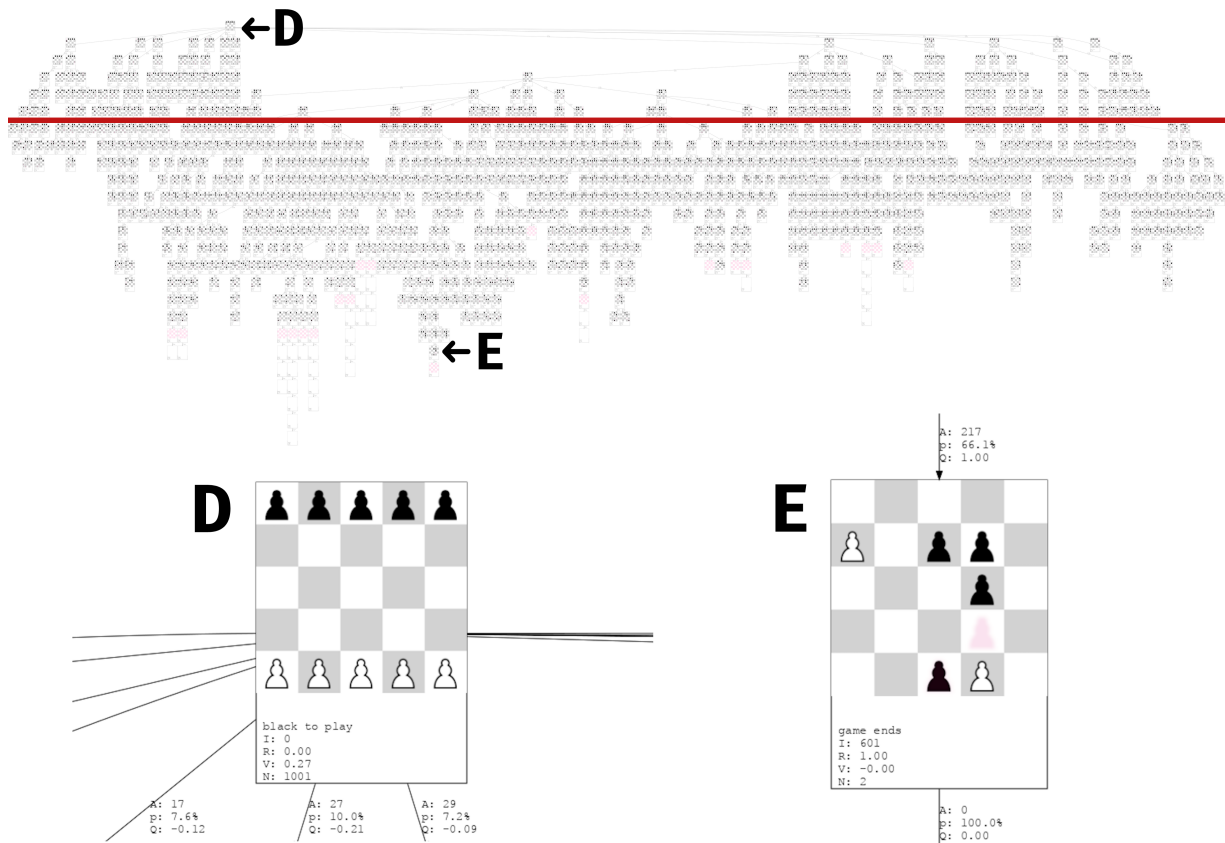 ←D
←E
D
black to play
I: 0
R: 0.00
V: 0.27
N: 1001
A: 17
p: 7.6%
Q: -0.12
A: 27
p: 10.0%
Q: -0.21
A: 29
p: 7.2%
Q: -0.09
E
A: 217
p: 66.1%
Q: 1.00
game ends
I: 601
R: 1.00
V: -0.00
N: 2
A: 0
p: 100.0%
Q: 0.00